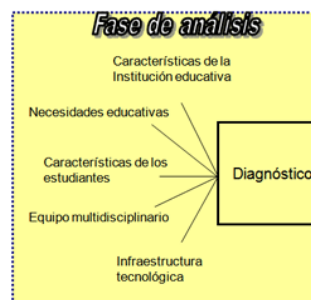 Fase de análisis
Características de la
Institución educativa
Necesidades educativas
Características de los
estudiantes
Diagnóstico
Equipo multidisciplinario
Infraestructura
tecnológica